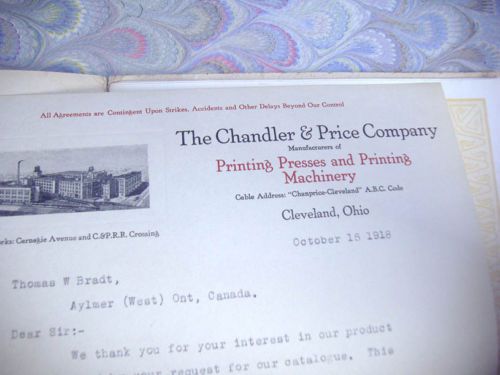 All Agreements are Contingent Upon Strikes, Accidents and Other Delays Beyond Our Control
The Chandler & Price Company
Manufacturers of
Printing Presses and Printing
Machinery
Cable Address: "Chanprice-Cleveland" A.B.C. Code
Cleveland, Ohio
Carnegie Avenue and C.&P.R.R. Crossing
October 15 1918
Thomas W Bradt,
Aylmer (West) Ont, Canada.
Dear Sir:-
We thank you for your interest in our product
your request for our catalogue. This